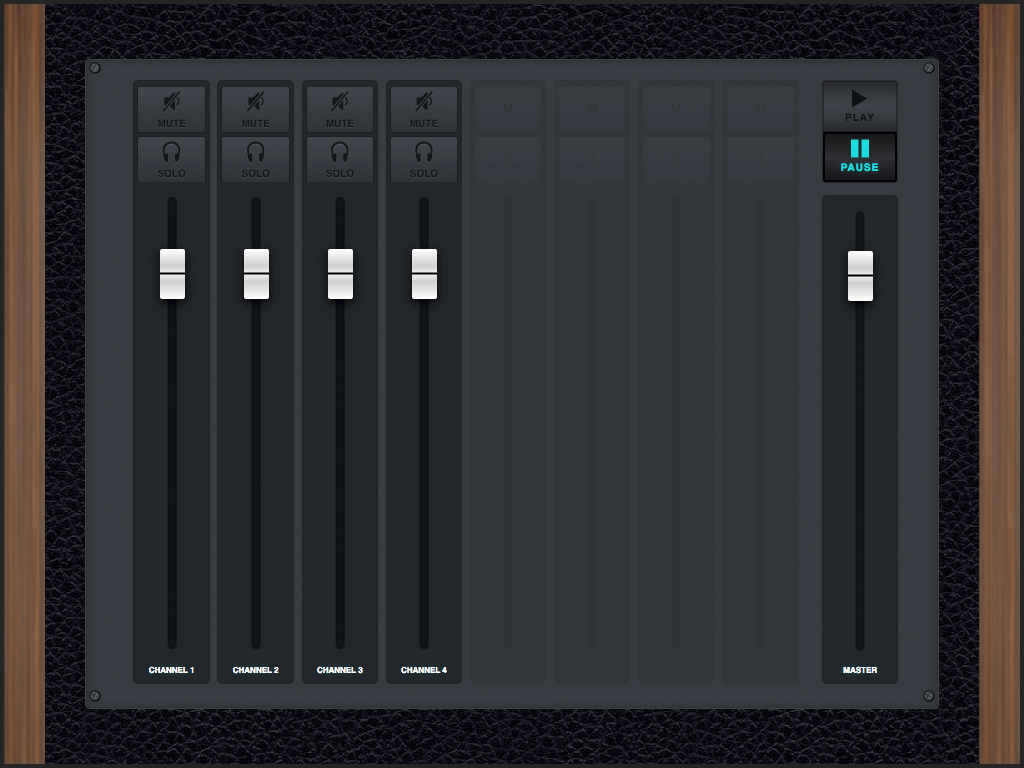 MUTE MUTE MUTE MUTE M M M M PLAY
SOLO SOLO SOLO SOLO S S S S PAUSE
CHANNEL 1 CHANNEL 2 CHANNEL 3 CHANNEL 4 MASTER